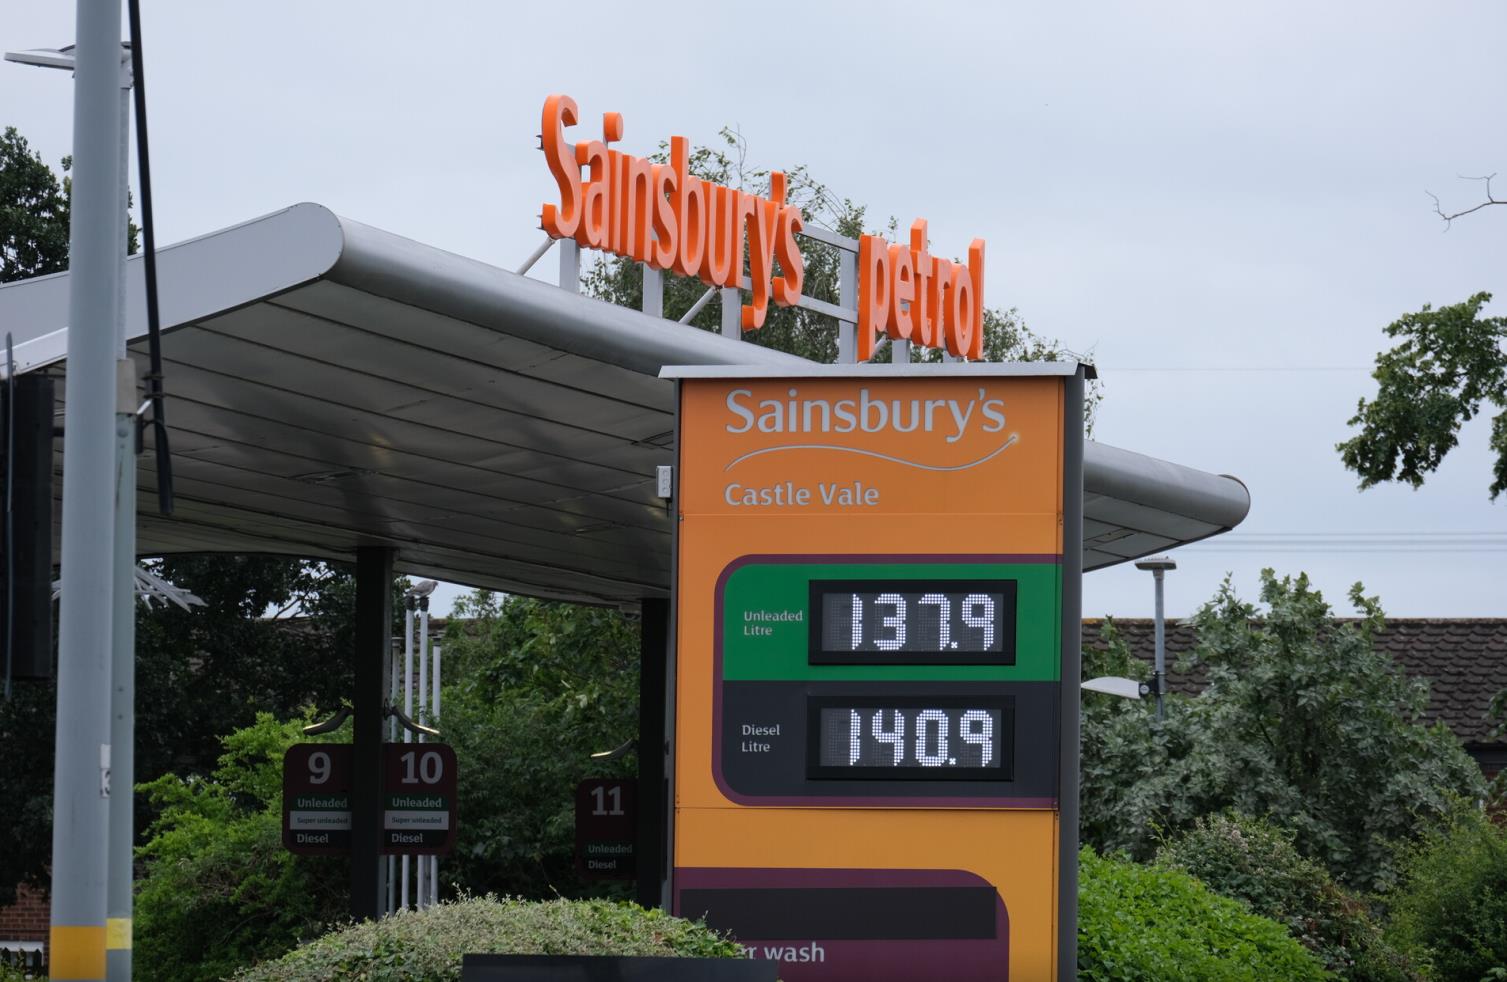 Sainsbury's petrol
Sainsbury's
Castle Vale
Unleaded
Litre
137.9
Diesel
Litre
140.9
9
Unleaded
Super unleaded
Diesel
10
Unleaded
Super unleaded
Diesel
11
Unleaded
Diesel
wash